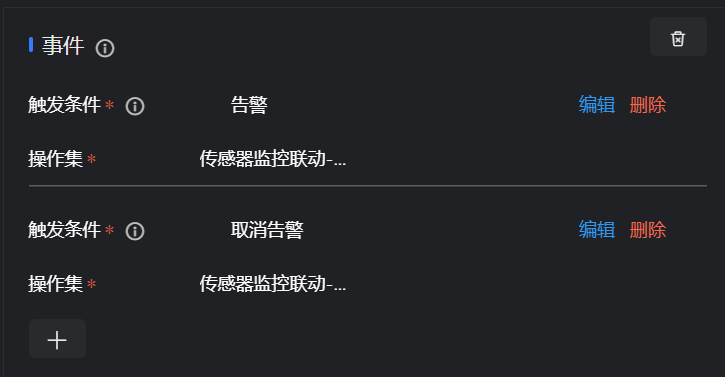 事件
触发条件* 告警 编辑 删除
操作集* 传感器监控联动-...
触发条件* 取消告警 编辑 删除
操作集* 传感器监控联动-...